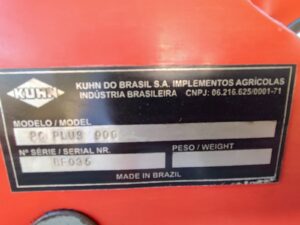 KUHN
KUHN DO BRASIL S.A. IMPLEMENTOS AGRÍCOLAS
INDÚSTRIA BRASILEIRA CNPJ: 06.216.625/0001-71
MODELO / MODEL
PG PLUS 900
Nº SÉRIE / SERIAL NR. PESO / WEIGHT
MADE IN BRAZIL